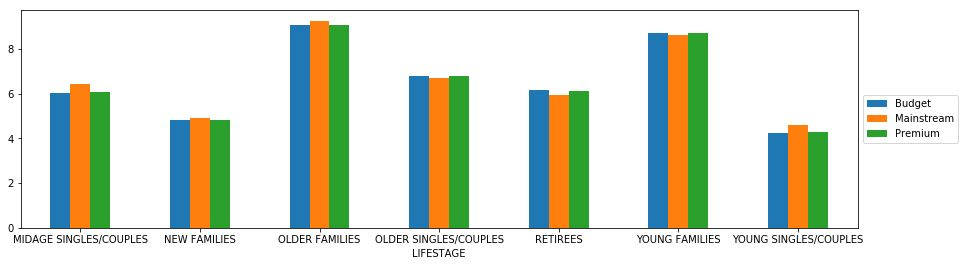 8
6
4
2
0
MIDAGE SINGLES/COUPLES NEW FAMILIES OLDER FAMILIES OLDER SINGLES/COUPLES RETIREES YOUNG FAMILIES YOUNG SINGLES/COUPLES
LIFESTAGE
Budget
Mainstream
Premium